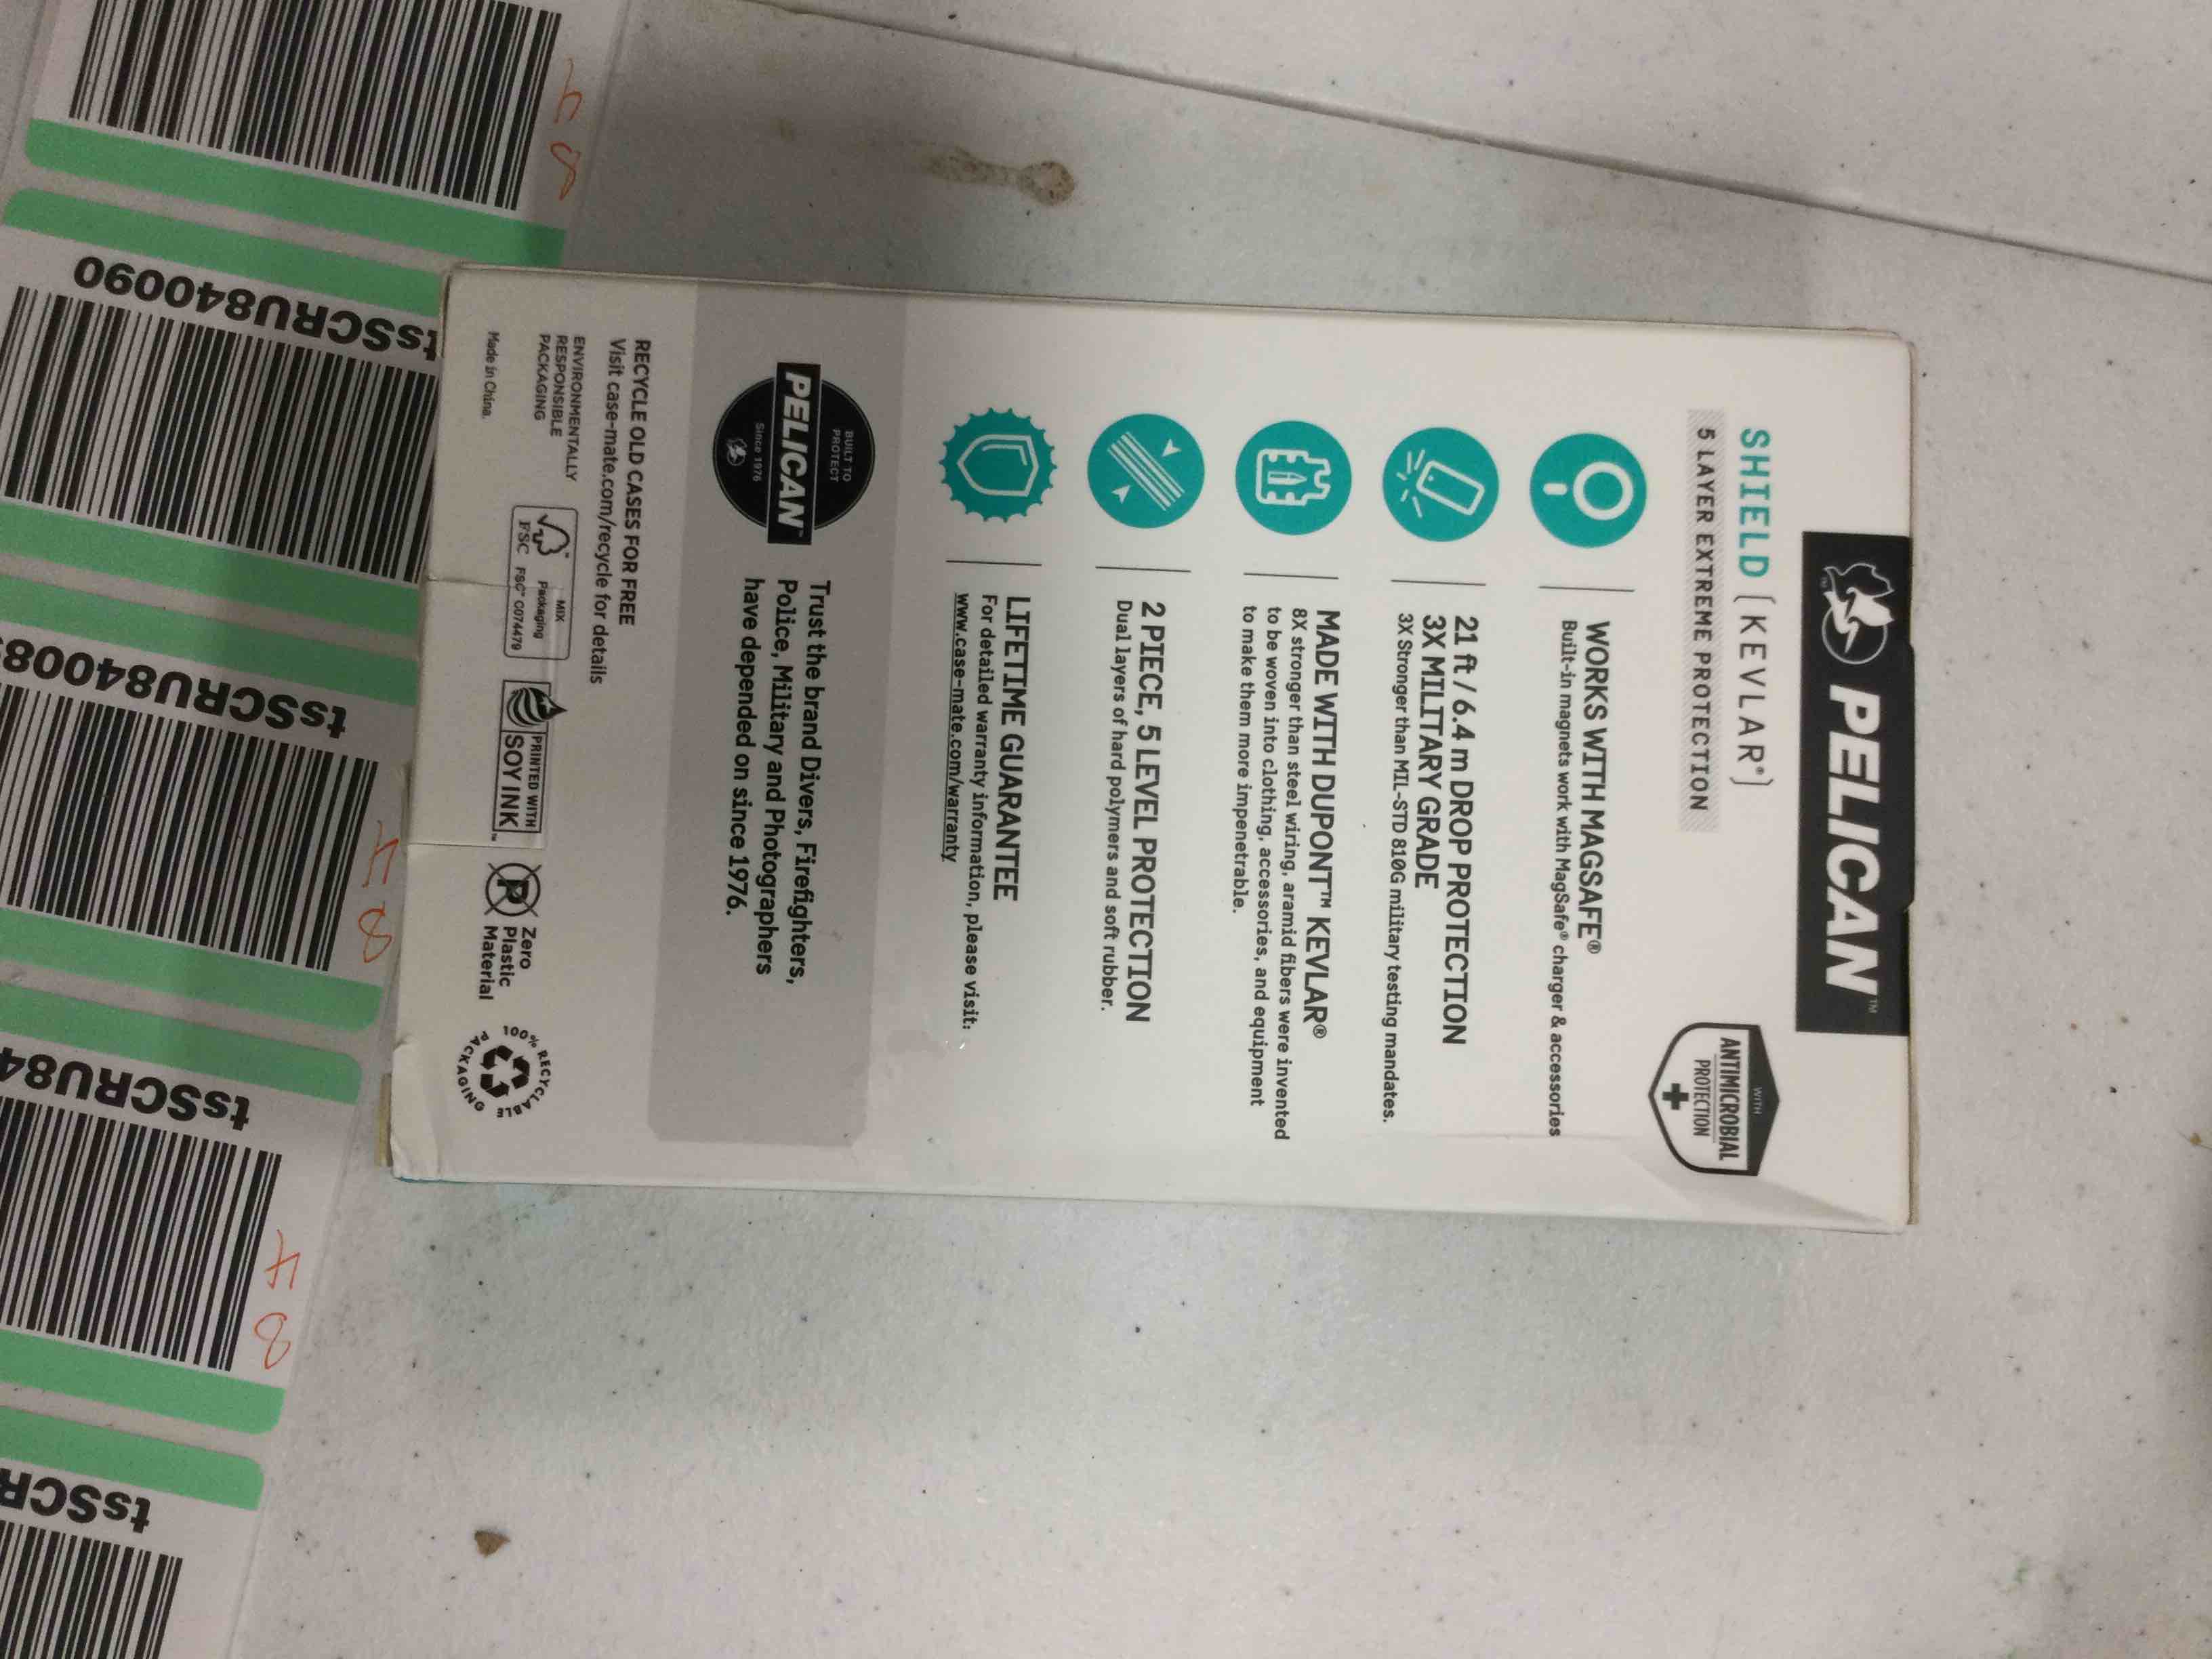 PELICAN™
WITH
ANTIMICROBIAL
PROTECTION
SHIELD (KEVLAR®)
5 LAYER EXTREME PROTECTION
WORKS WITH MAGSAFE®
Built-in magnets work with MagSafe® charger & accessories
21 ft / 6.4 m DROP PROTECTION
3X MILITARY GRADE
3X Stronger than MIL-STD 810G military testing mandates.
MADE WITH DUPONT™ KEVLAR®
8X stronger than steel wiring, aramid fibers were invented
to be woven into clothing, accessories, and equipment
to make them more impenetrable.
2 PIECE, 5 LEVEL PROTECTION
Dual layers of hard polymers and soft rubber.
LIFETIME GUARANTEE
For detailed warranty information, please visit:
www.case-mate.com/warranty
BUILT TO
PROTECT
PELICAN™
Since 1976
Trust the brand Divers, Firefighters,
Police, Military and Photographers
have depended on since 1976.
RECYCLE OLD CASES FOR FREE
Visit case-mate.com/recycle for details
ENVIRONMENTALLY
RESPONSIBLE
PACKAGING
FSC
MIX
Packaging
FSC™ C074479
PRINTED WITH
SOY INK™
P
Zero
Plastic
Material
100% RECYCLABLE
PACKAGING
Made in China.
tsSCRU840090
tsSCRU84008
tsSCRU84
tsSCR